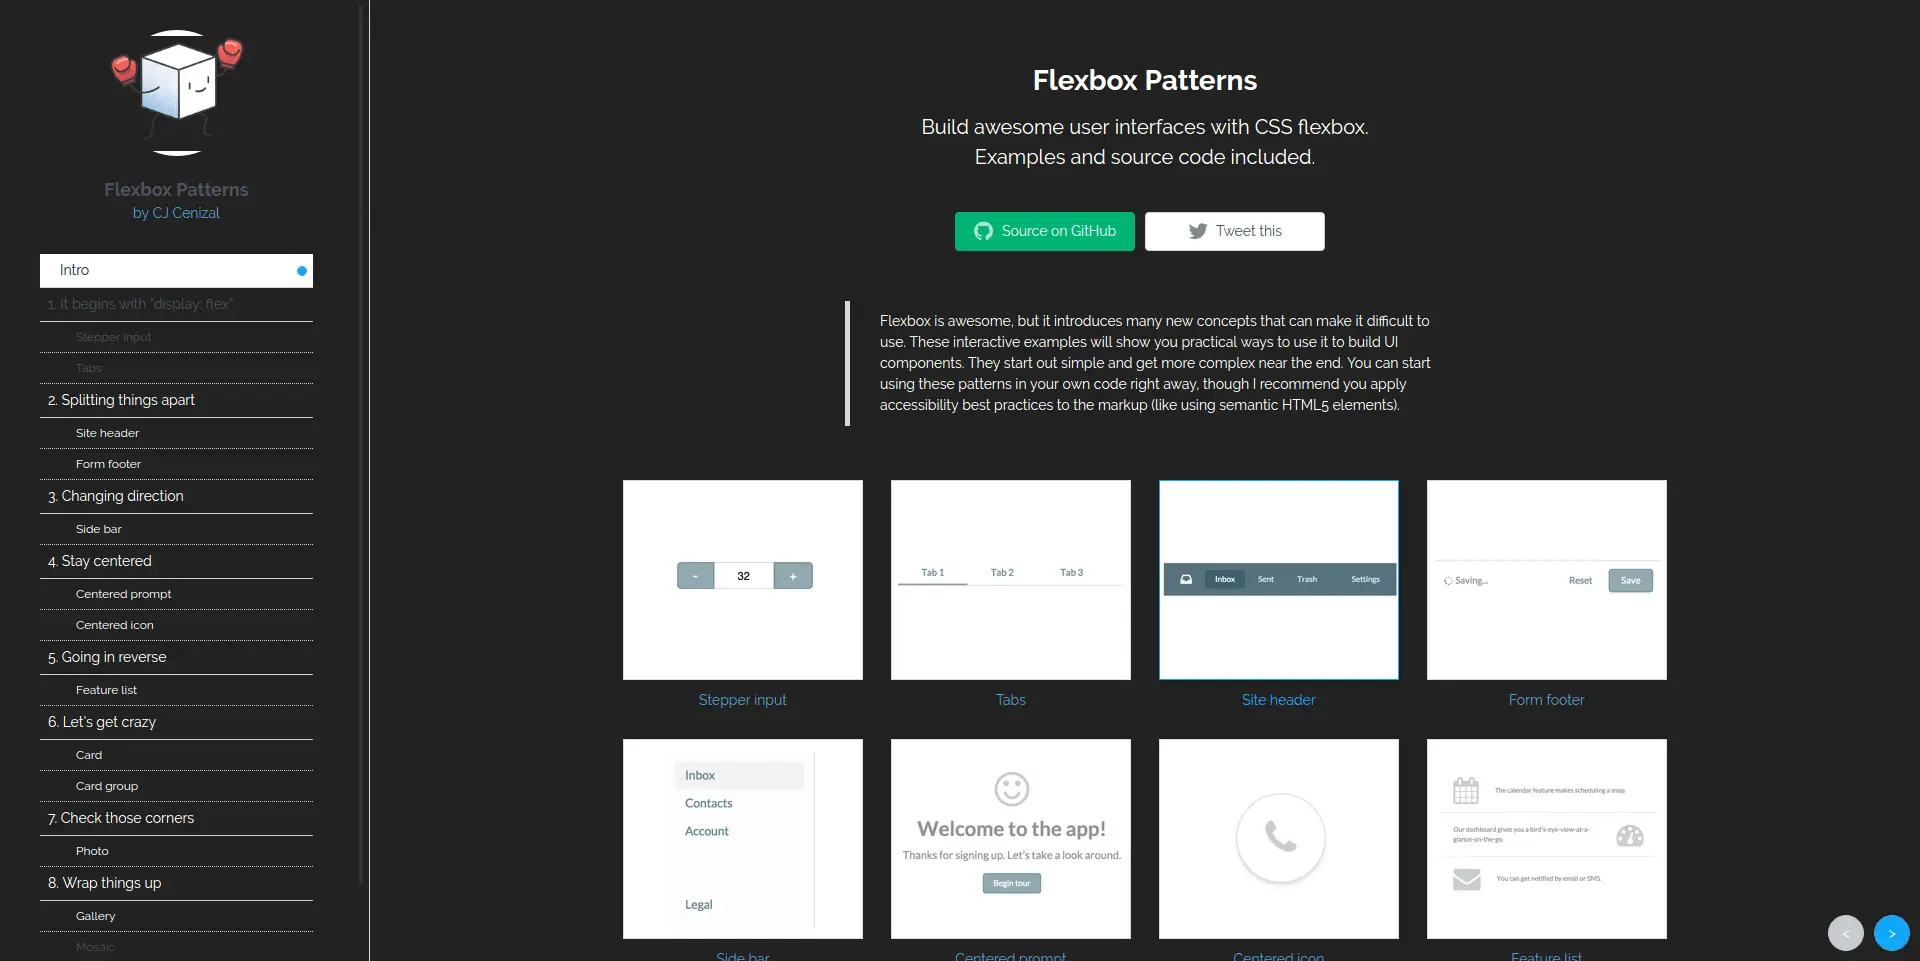 Flexbox Patterns
by CJ Cenizal
Intro
1. It begins with "display: flex"
Stepper input
Tabs
2. Splitting things apart
Site header
Form footer
3. Changing direction
Side bar
4. Stay centered
Centered prompt
Centered icon
5. Going in reverse
Feature list
6. Let's get crazy
Card
Card group
7. Check those corners
Photo
8. Wrap things up
Gallery
Mosaic
Flexbox Patterns
Build awesome user interfaces with CSS flexbox.
Examples and source code included.
Source on GitHub
Tweet this
Flexbox is awesome, but it introduces many new concepts that can make it difficult to
use. These interactive examples will show you practical ways to use it to build UI
components. They start out simple and get more complex near the end. You can start
using these patterns in your own code right away, though I recommend you apply
accessibility best practices to the markup (like using semantic HTML5 elements).
- 32 +
Stepper input
Tab 1 Tab 2 Tab 3
Tabs
Inbox Sent Trash Settings
Site header
Saving... Reset Save
Form footer
Inbox
Contacts
Account
Legal
Side bar
Welcome to the app!
Thanks for signing up. Let's take a look around.
Begin tour
Centered prompt
Centered icon
The calendar feature makes scheduling a snap.
Our dashboard gives you a bird's-eye-view-at-a-
glance-on-the-go.
You can get notified by email or SMS.
Feature list
< >